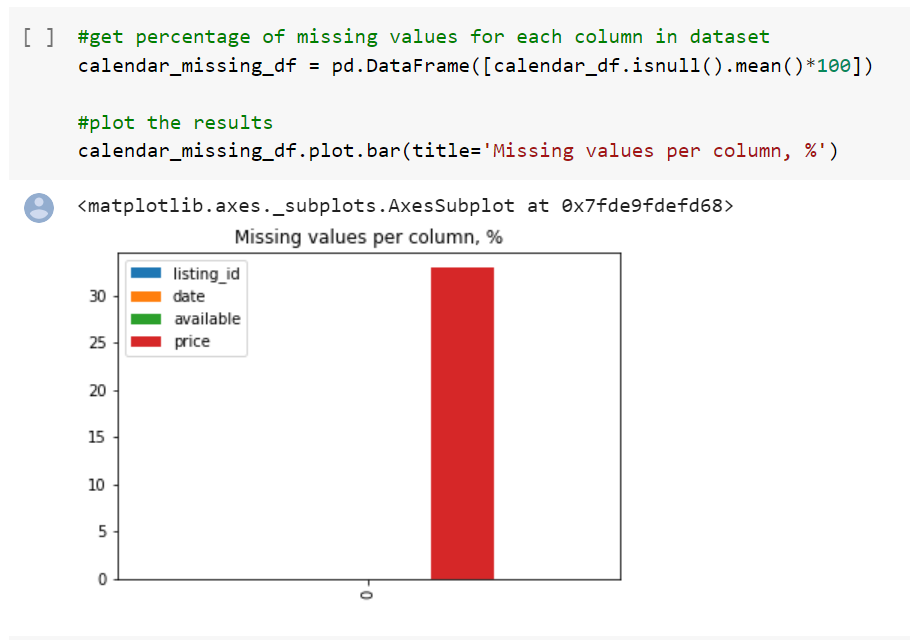 [ ] #get percentage of missing values for each column in dataset
calendar_missing_df = pd.DataFrame([calendar_df.isnull().mean()*100])
#plot the results
calendar_missing_df.plot.bar(title='Missing values per column, %')
<matplotlib.axes._subplots.AxesSubplot at 0x7fde9fdefd68>
Missing values per column, %
listing_id
date
available
price
30
25
20
15
10
5
0
0